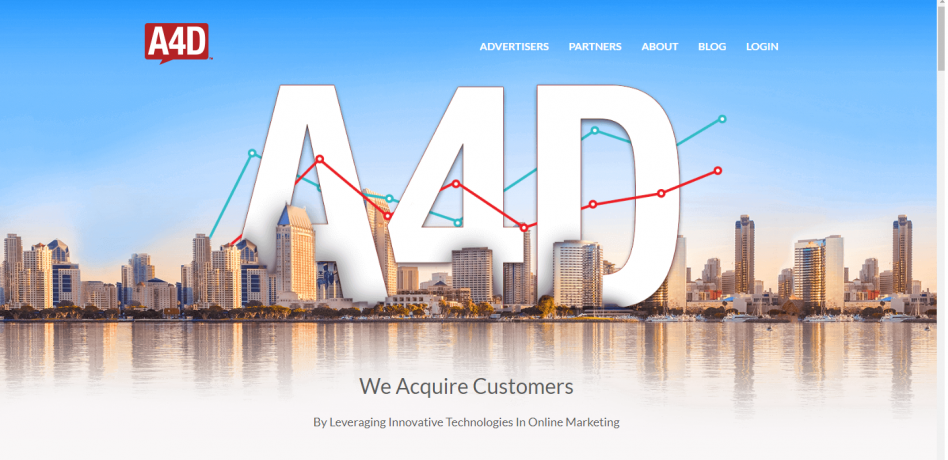 A4D
ADVERTISERS PARTNERS ABOUT BLOG LOGIN
A4D
We Acquire Customers
By Leveraging Innovative Technologies In Online Marketing